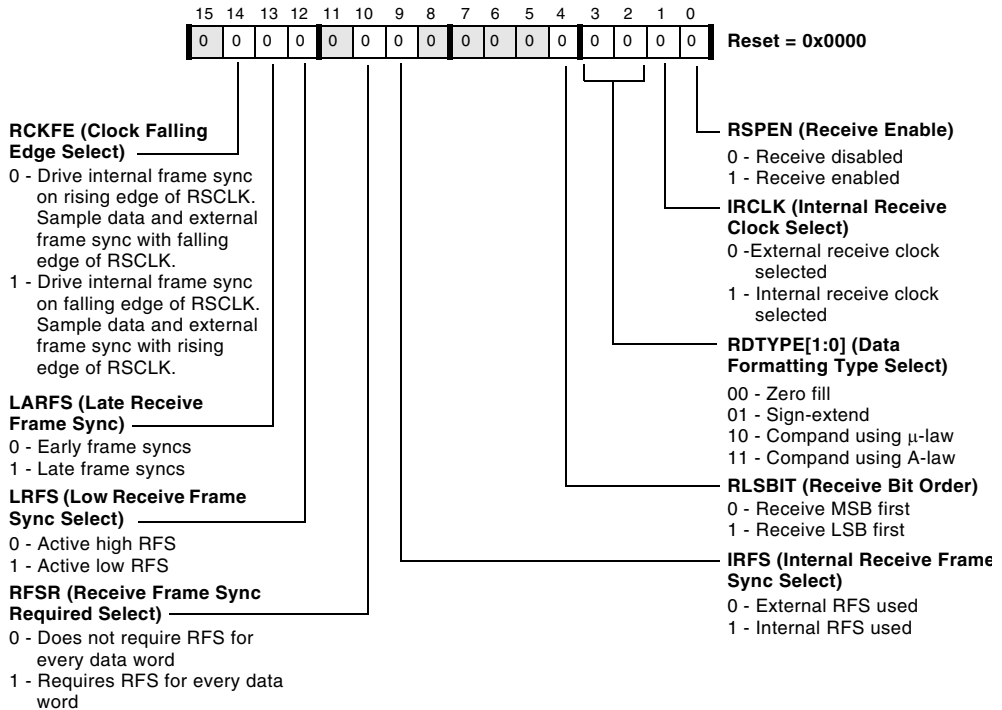 15 14 13 12 11 10 9 8 7 6 5 4 3 2 1 0
0 0 0 0 0 0 0 0 0 0 0 0 0 0 0 0
Reset = 0x0000
RCKFE (Clock Falling
Edge Select)
0 - Drive internal frame sync
on rising edge of RSCLK.
Sample data and external
frame sync with falling
edge of RSCLK.
1 - Drive internal frame sync
on falling edge of RSCLK.
Sample data and external
frame sync with rising
edge of RSCLK.
LARFS (Late Receive
Frame Sync)
0 - Early frame syncs
1 - Late frame syncs
LRFS (Low Receive Frame
Sync Select)
0 - Active high RFS
1 - Active low RFS
RFSR (Receive Frame Sync
Required Select)
0 - Does not require RFS for
every data word
1 - Requires RFS for every data
word
RSPEN (Receive Enable)
0 - Receive disabled
1 - Receive enabled
IRCLK (Internal Receive
Clock Select)
0 -External receive clock
selected
1 - Internal receive clock
selected
RDTYPE[1:0] (Data
Formatting Type Select)
00 - Zero fill
01 - Sign-extend
10 - Compand using μ-law
11 - Compand using A-law
RLSBIT (Receive Bit Order)
0 - Receive MSB first
1 - Receive LSB first
IRFS (Internal Receive Frame
Sync Select)
0 - External RFS used
1 - Internal RFS used